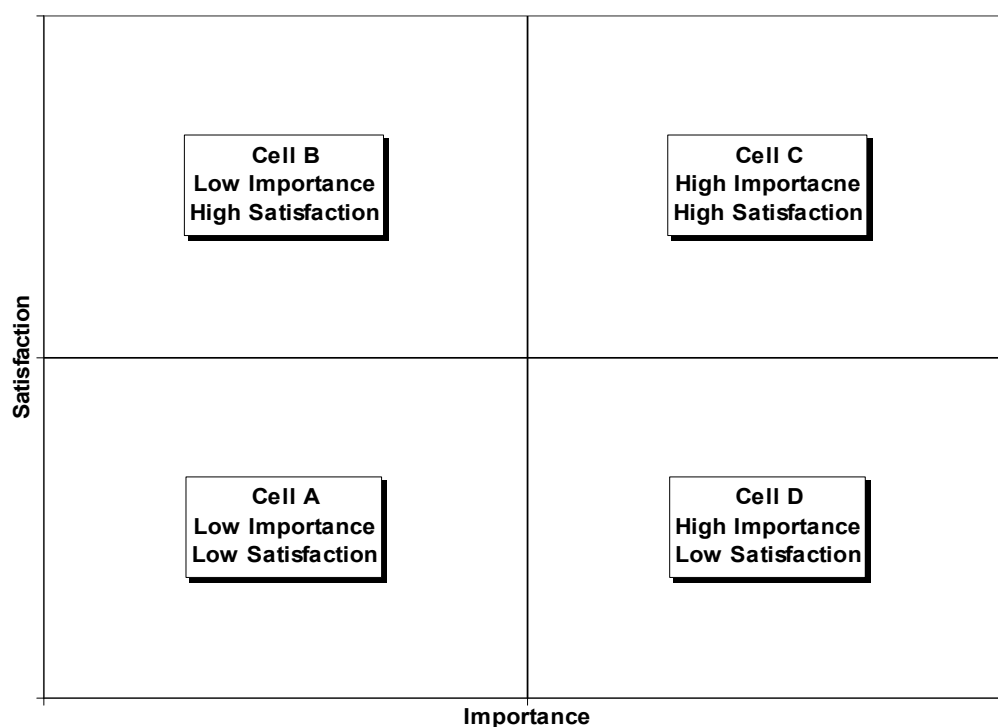 Cell B
Low Importance
High Satisfaction
Cell C
High Importacne
High Satisfaction
Satisfaction
Cell A
Low Importance
Low Satisfaction
Cell D
High Importance
Low Satisfaction
Importance